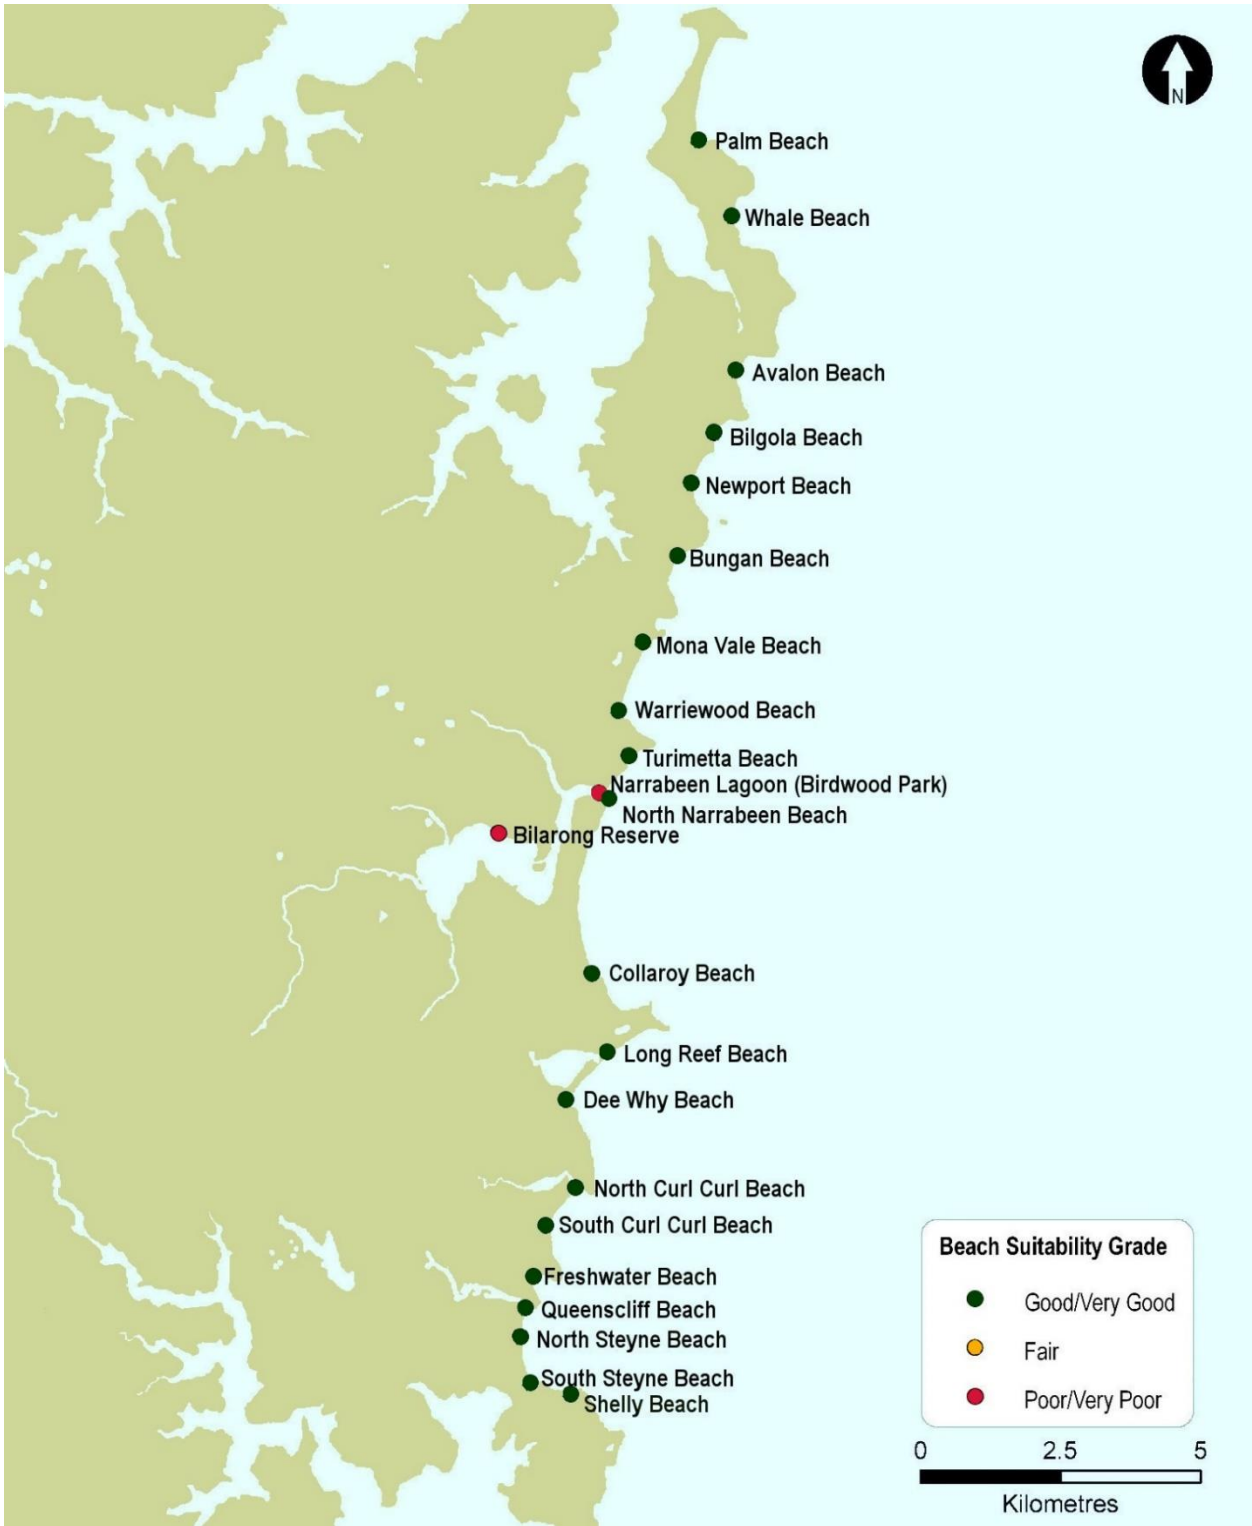 N
Palm Beach
Whale Beach
Avalon Beach
Bilgola Beach
Newport Beach
Bungan Beach
Mona Vale Beach
Warriewood Beach
Turimetta Beach
Narrabeen Lagoon (Birdwood Park)
North Narrabeen Beach
Bilarong Reserve
Collaroy Beach
Long Reef Beach
Dee Why Beach
North Curl Curl Beach
South Curl Curl Beach
Freshwater Beach
Queenscliff Beach
North Steyne Beach
South Steyne Beach
Shelly Beach
Beach Suitability Grade
Good/Very Good
Fair
Poor/Very Poor
0 2.5 5
Kilometres